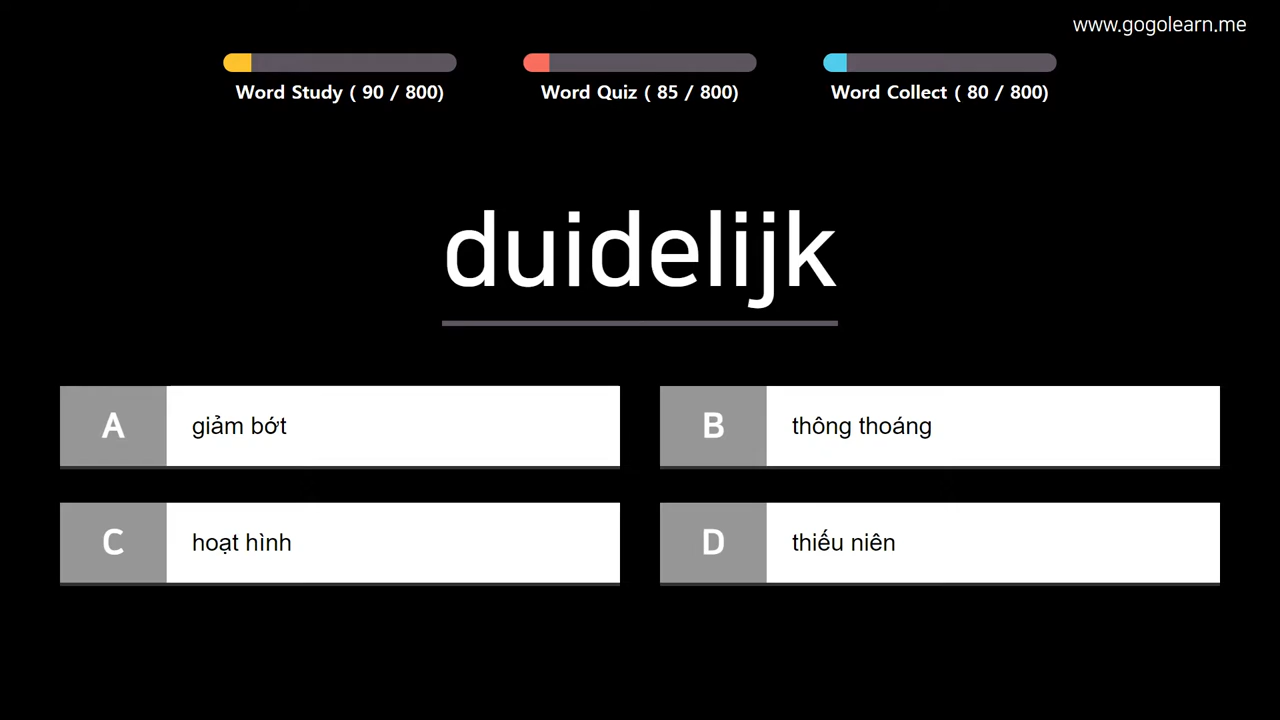 www.gogolearn.me
Word Study ( 90 / 800)
Word Quiz ( 85 / 800)
Word Collect ( 80 / 800)
duidelijk
A giảm bớt
B thông thoáng
C hoạt hình
D thiếu niên